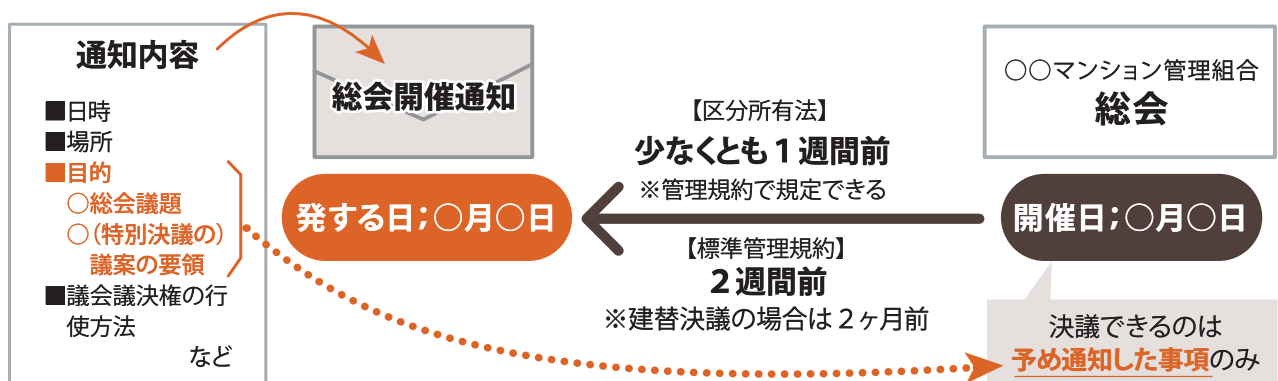 通知内容
■日時
■場所
■目的
○総会議題
○（特別決議の）
議案の要領
■議会議決権の行
使方法
など
総会開催通知
発する日；○月○日
【区分所有法】
少なくとも１週間前
※管理規約で規定できる
【標準管理規約】
２週間前
※建替決議の場合は２ヶ月前
○○マンション管理組合
総会
開催日；○月○日
決議できるのは
予め通知した事項のみ